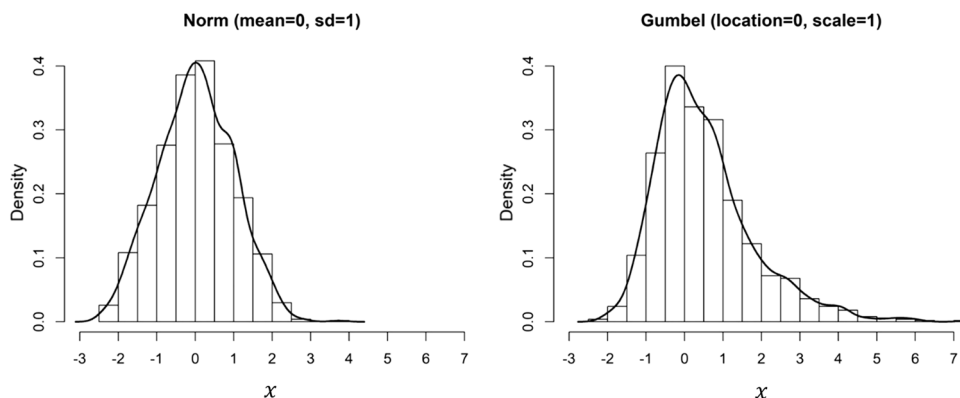 Norm (mean=0, sd=1)
Density
0.4
0.3
0.2
0.1
0.0
-3 -2 -1 0 1 2 3 4 5 6 7
x
Gumbel (location=0, scale=1)
Density
0.4
0.3
0.2
0.1
0.0
-3 -2 -1 0 1 2 3 4 5 6 7
x